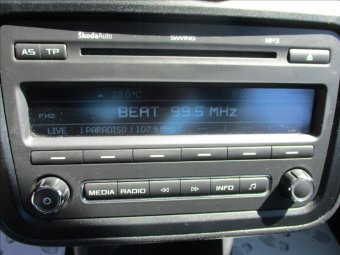 ŠkodaAuto SWING MP3
AS TP
22.0°C
BEAT 99.5 MHz
FM2
LIVE PARADISO 107.9 MHz
MEDIA RADIO INFO